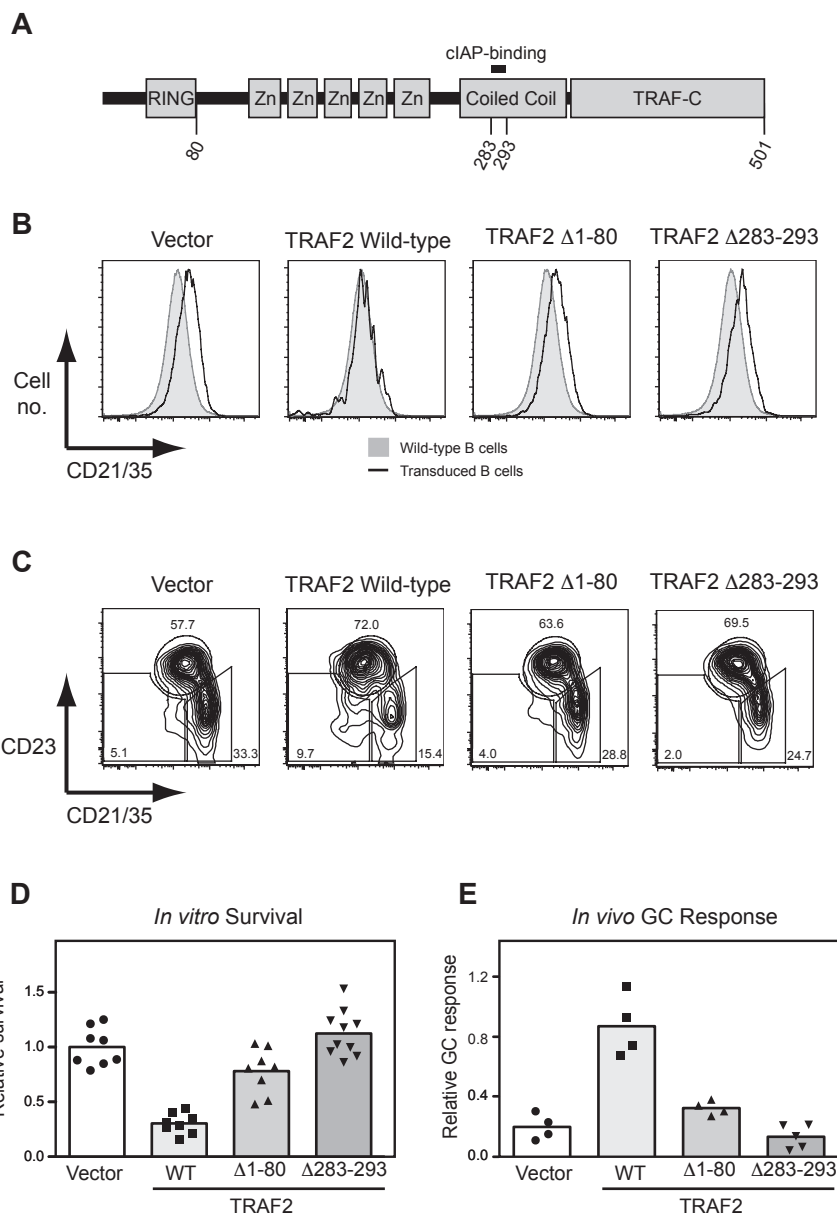 A
cIAP-binding
RING Zn Zn Zn Zn Zn Coiled Coil TRAF-C
80 283 293 501
B
Vector TRAF2 Wild-type TRAF2 Δ1-80 TRAF2 Δ283-293
Cell
no.
CD21/35
Wild-type B cells
Transduced B cells
C
Vector TRAF2 Wild-type TRAF2 Δ1-80 TRAF2 Δ283-293
57.7 72.0 63.6 69.5
CD23
5.1 33.3 9.7 15.4 4.0 28.8 2.0 24.7
CD21/35
D
In vitro Survival
Relative survival
1.5
1.0
0.5
0.0
Vector WT Δ1-80 Δ283-293
TRAF2
E
In vivo GC Response
Relative GC response
1.2
0.8
0.4
0.0
Vector WT Δ1-80 Δ283-293
TRAF2